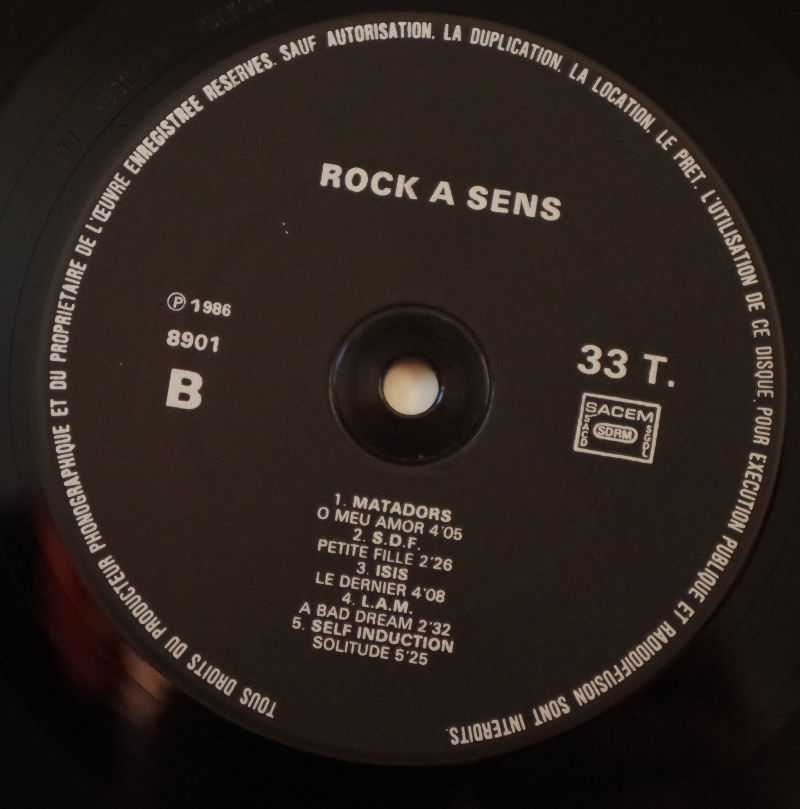 TOUS DROITS DU PRODUCTEUR PHONOGRAPHIQUE ET DU PROPRIETAIRE DE L'ŒUVRE ENREGISTREE RESERVES. SAUF AUTORISATION. LA DUPLICATION. LA LOCATION. LE PRET. L'UTILISATION DE CE DISQUE. POUR EXECUTION PUBLIQUE ET RADIODIFFUSION SONT INTERDITS.
ROCK A SENS
Ⓟ 1986
8901
B
33 T.
SACEM
SACD
SDRM
SGDL
1. MATADORS
O MEU AMOR 4'05
2. S.D.F.
PETITE FILLE 2'26
3. ISIS
LE DERNIER 4'08
4. L.A.M.
A BAD DREAM 2'32
5. SELF INDUCTION
SOLITUDE 5'25